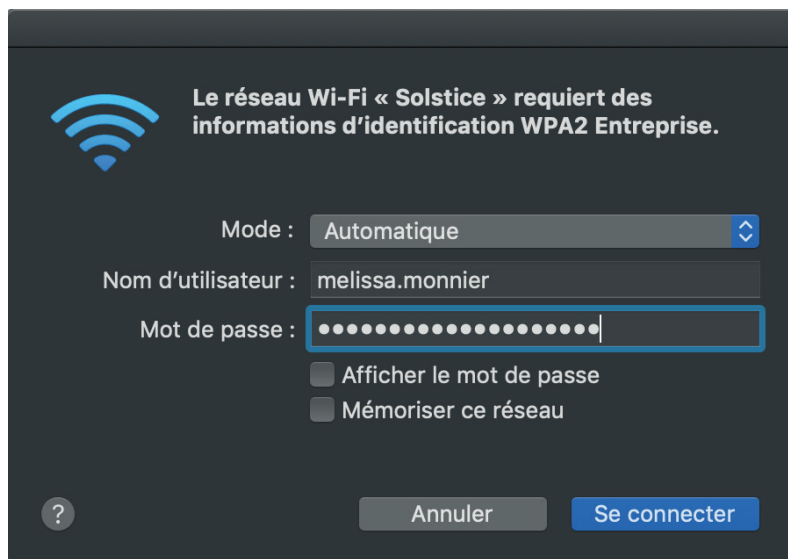 Le réseau Wi-Fi « Solstice » requiert des
informations d’identification WPA2 Entreprise.
Mode : Automatique
Nom d’utilisateur : melissa.monnier
Mot de passe : ••••••••••••••••••••
Afficher le mot de passe
Mémoriser ce réseau
? Annuler Se connecter